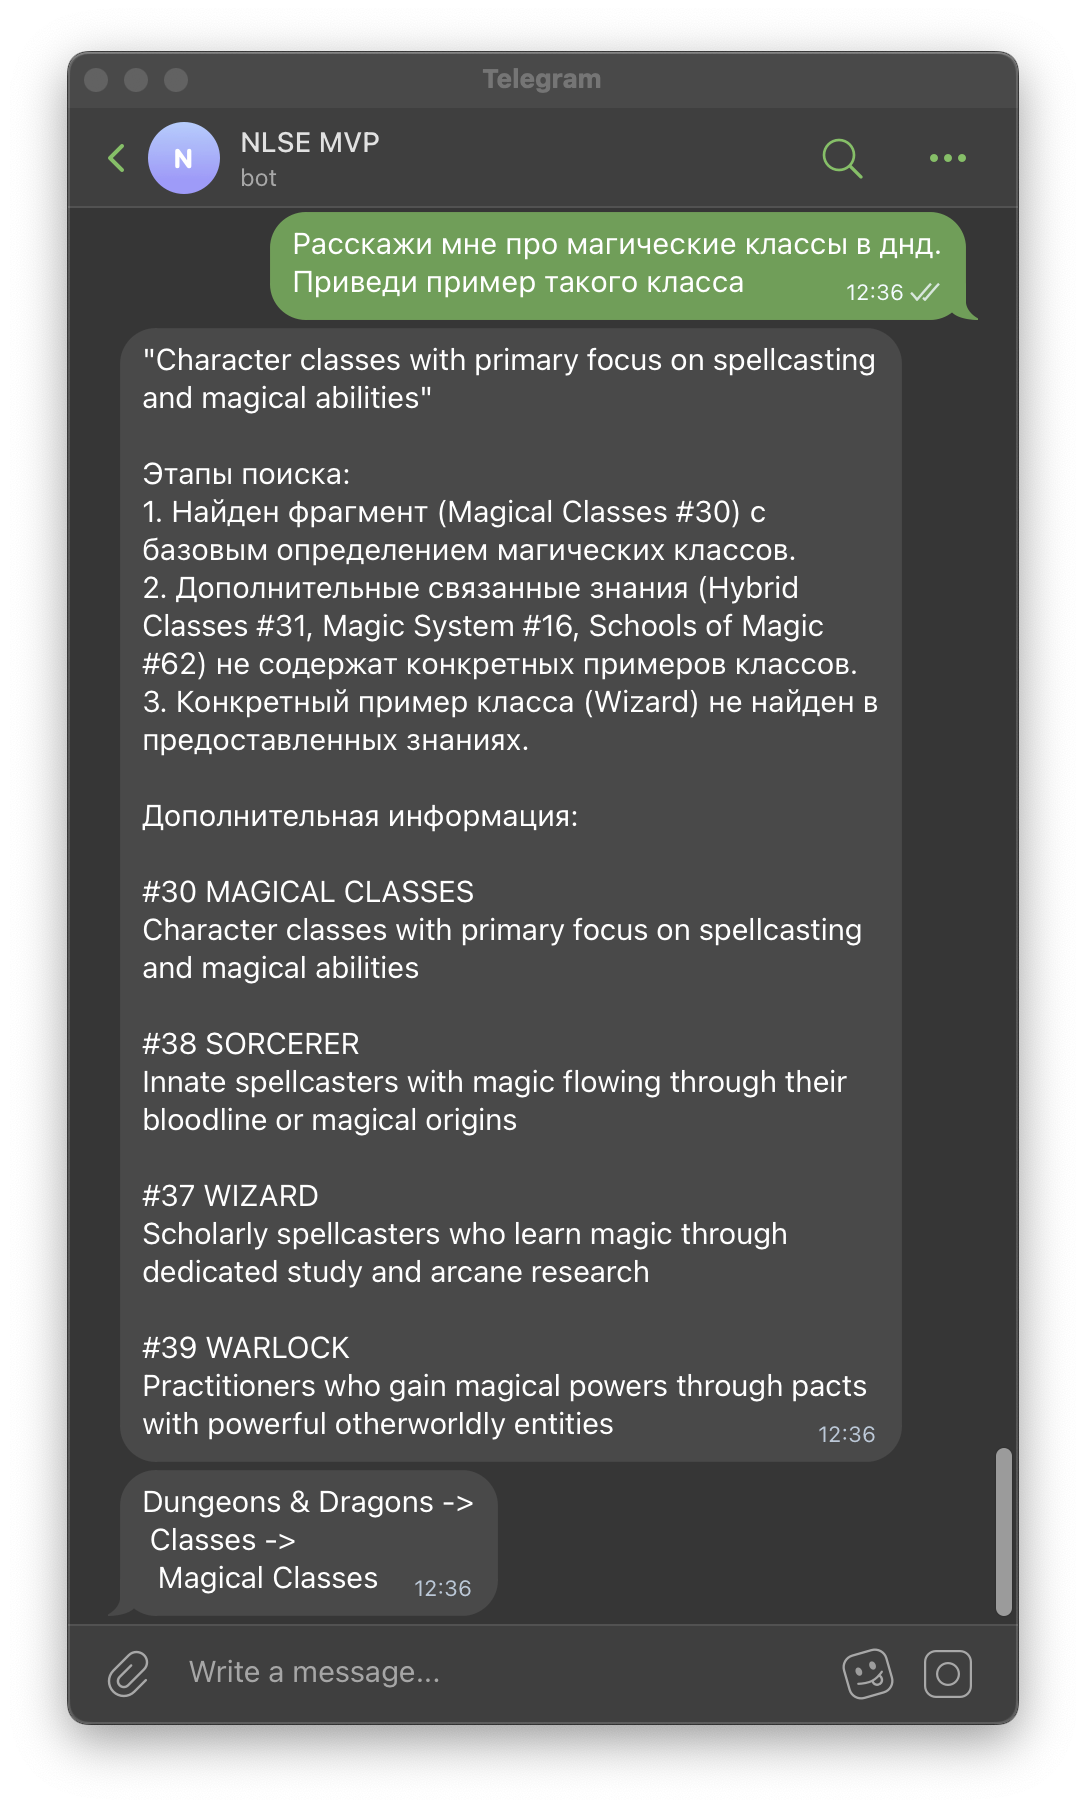 Telegram
N
NLSE MVP
bot
Расскажи мне про магические классы в днд.
Приведи пример такого класса
12:36
"Character classes with primary focus on spellcasting
and magical abilities"
Этапы поиска:
1. Найден фрагмент (Magical Classes #30) с
базовым определением магических классов.
2. Дополнительные связанные знания (Hybrid
Classes #31, Magic System #16, Schools of Magic
#62) не содержат конкретных примеров классов.
3. Конкретный пример класса (Wizard) не найден в
предоставленных знаниях.
Дополнительная информация:
#30 MAGICAL CLASSES
Character classes with primary focus on spellcasting
and magical abilities
#38 SORCERER
Innate spellcasters with magic flowing through their
bloodline or magical origins
#37 WIZARD
Scholarly spellcasters who learn magic through
dedicated study and arcane research
#39 WARLOCK
Practitioners who gain magical powers through pacts
with powerful otherworldly entities
12:36
Dungeons & Dragons ->
Classes ->
Magical Classes
12:36
Write a message...